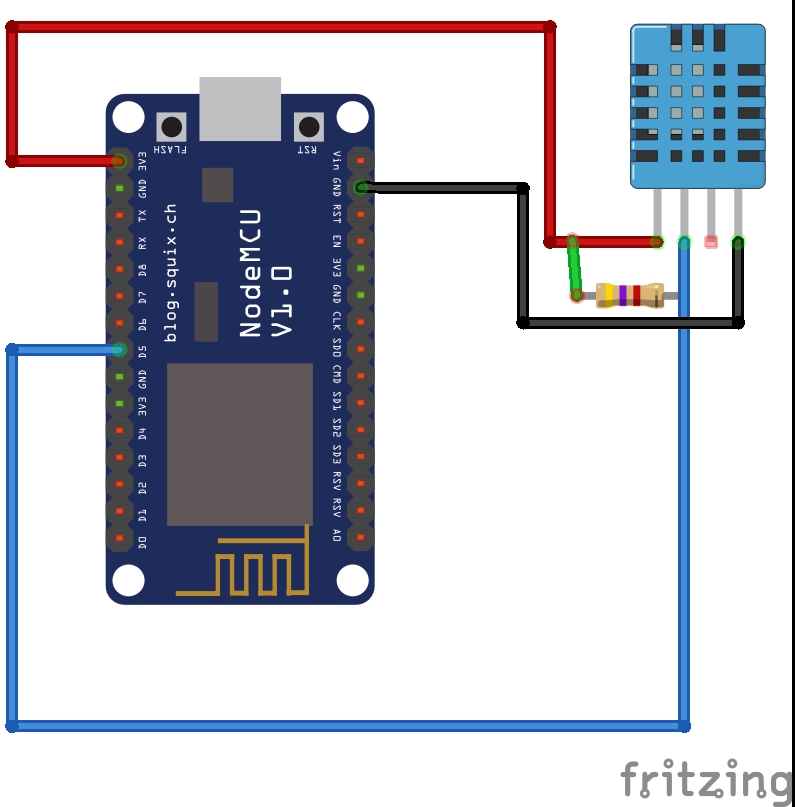 FLASH
RST
3V3
GND
TX
RX
D8
D7
D6
D5
GND
3V3
D4
D3
D2
D1
D0
blog.squix.ch
NodeMCU
V1.0
Vin
GND
RST
EN
3V3
GND
CLK
SD0
CMD
SD1
SD2
SD3
RSV
RSV
A0
fritzing